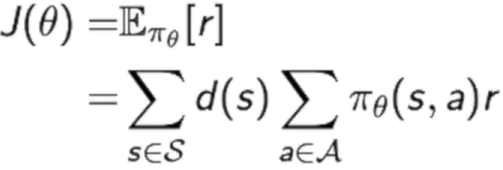 J(θ) = 𝔼_{π_θ}[r]
= ∑_{s∈𝒮} d(s) ∑_{a∈𝒜} π_θ(s, a)r